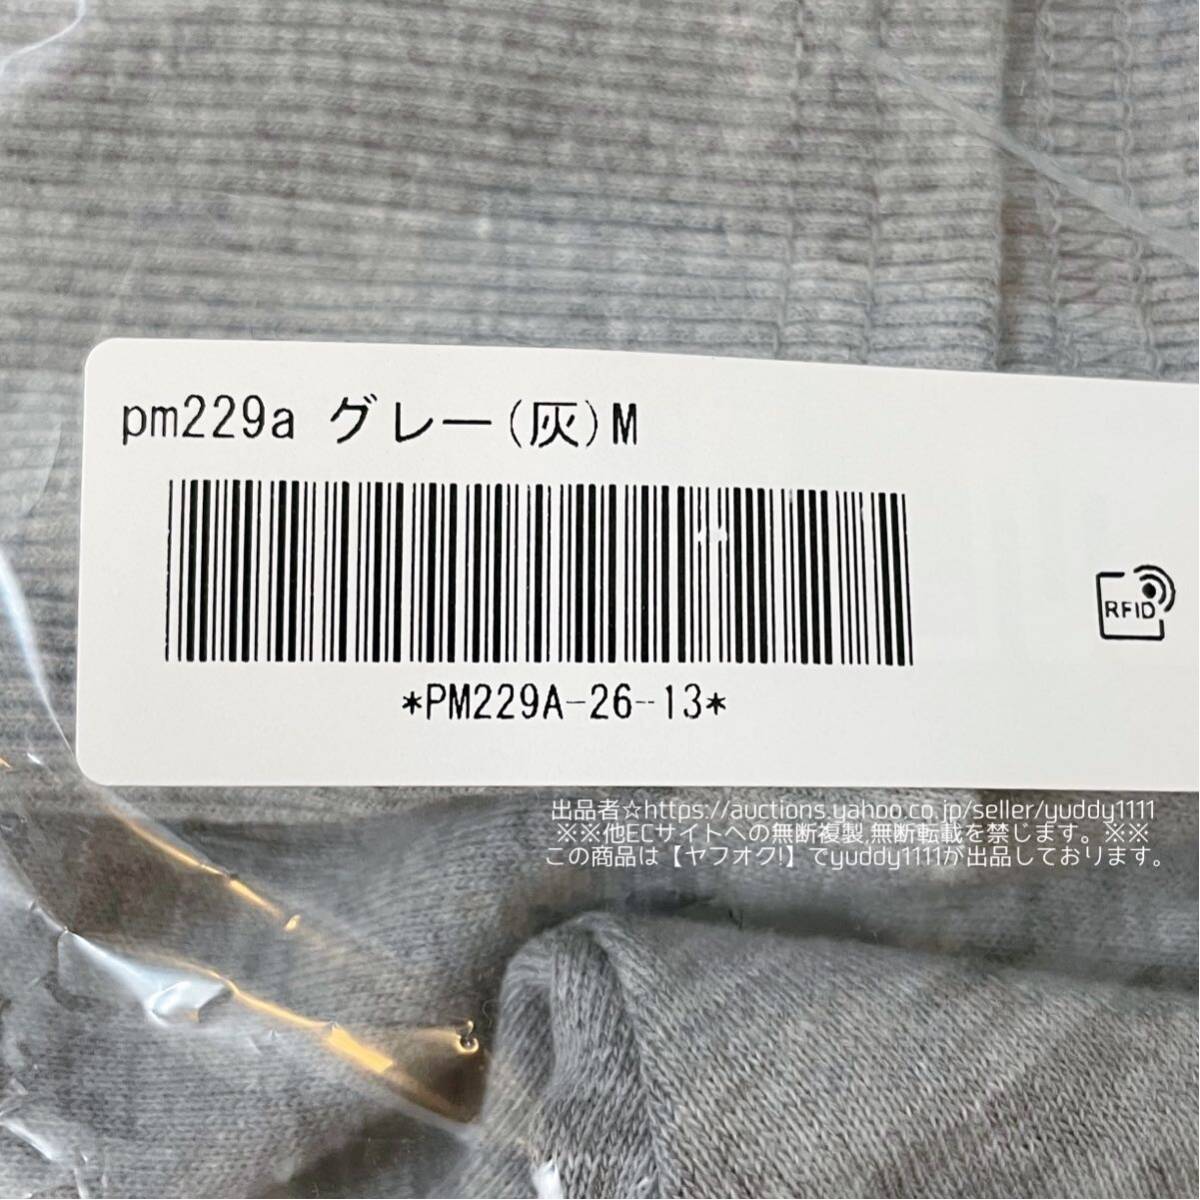 pm229a グレー(灰)M
*PM229A-26-13*
RFID
出品者☆https://auctions.yahoo.co.jp/seller/yuddy1111
※※他ECサイトへの無断複製,無断転載を禁じます。※※
この商品は【ヤフオク!】でyuddy1111が出品しております。